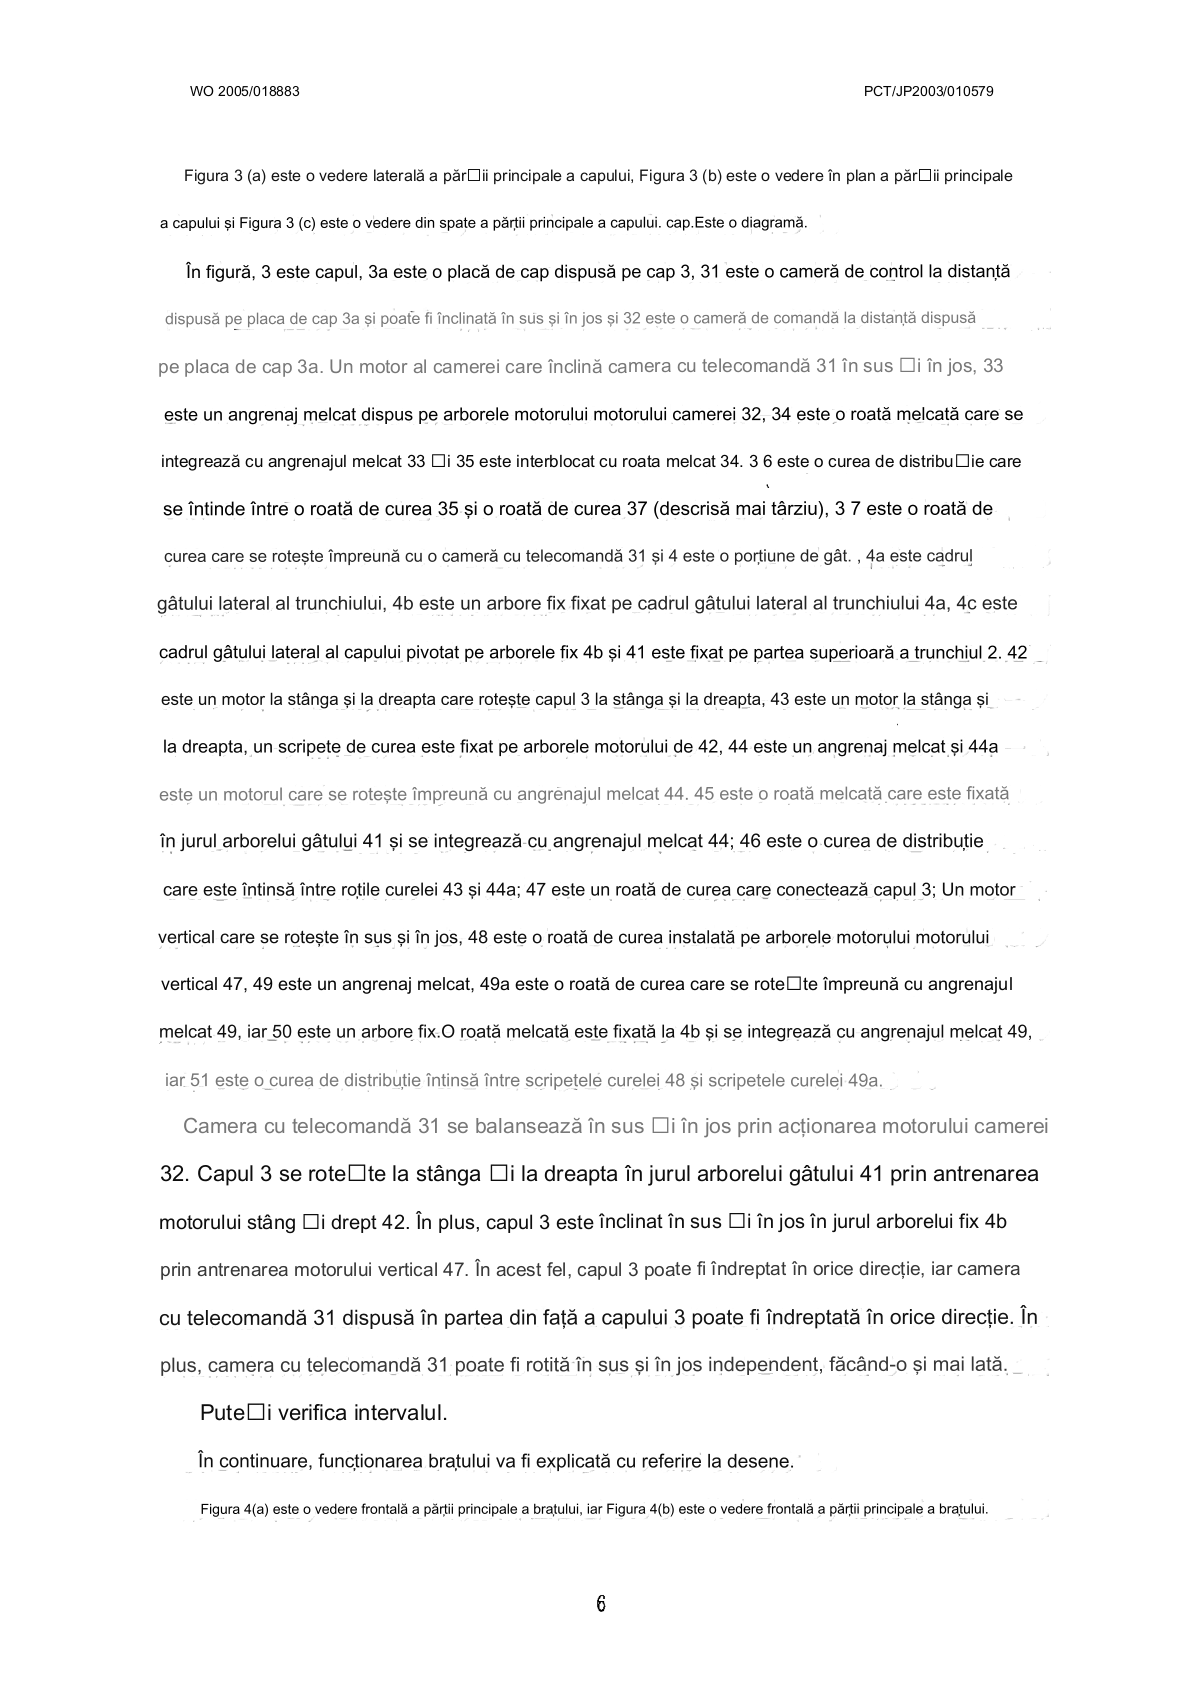 WO 2005/018883 PCT/JP2003/010579
Figura 3 (a) este o vedere laterală a păr□ii principale a capului, Figura 3 (b) este o vedere în plan a păr□ii principale
a capului și Figura 3 (c) este o vedere din spate a părții principale a capului. cap.Este o diagramă.
În figură, 3 este capul, 3a este o placă de cap dispusă pe cap 3, 31 este o cameră de control la distanță
dispusă pe placa de cap 3a și poate fi înclinată în sus și în jos și 32 este o cameră de comandă la distanță dispusă
pe placa de cap 3a. Un motor al camerei care înclină camera cu telecomandă 31 în sus □i în jos, 33
este un angrenaj melcat dispus pe arborele motorului motorului camerei 32, 34 este o roată melcată care se
integrează cu angrenajul melcat 33 □i 35 este interblocat cu roata melcat 34. 3 6 este o curea de distribu□ie care
se întinde între o roată de curea 35 și o roată de curea 37 (descrisă mai târziu), 3 7 este o roată de
curea care se rotește împreună cu o cameră cu telecomandă 31 și 4 este o porțiune de gât. , 4a este cadrul
gâtului lateral al trunchiului, 4b este un arbore fix fixat pe cadrul gâtului lateral al trunchiului 4a, 4c este
cadrul gâtului lateral al capului pivotat pe arborele fix 4b și 41 este fixat pe partea superioară a trunchiul 2. 42
este un motor la stânga și la dreapta care rotește capul 3 la stânga și la dreapta, 43 este un motor la stânga și
la dreapta, un scripete de curea este fixat pe arborele motorului de 42, 44 este un angrenaj melcat și 44a
este un motorul care se rotește împreună cu angrenajul melcat 44. 45 este o roată melcată care este fixată
în jurul arborelui gâtului 41 și se integrează cu angrenajul melcat 44; 46 este o curea de distribuție
care este întinsă între roțile curelei 43 și 44a; 47 este un roată de curea care conectează capul 3; Un motor
vertical care se rotește în sus și în jos, 48 este o roată de curea instalată pe arborele motorului motorului
vertical 47, 49 este un angrenaj melcat, 49a este o roată de curea care se rote□te împreună cu angrenajul
melcat 49, iar 50 este un arbore fix.O roată melcată este fixată la 4b și se integrează cu angrenajul melcat 49,
iar 51 este o curea de distribuție întinsă între scripetele curelei 48 și scripetele curelei 49a.
Camera cu telecomandă 31 se balansează în sus □i în jos prin acționarea motorului camerei
32. Capul 3 se rote□te la stânga □i la dreapta în jurul arborelui gâtului 41 prin antrenarea
motorului stâng □i drept 42. În plus, capul 3 este înclinat în sus □i în jos în jurul arborelui fix 4b
prin antrenarea motorului vertical 47. În acest fel, capul 3 poate fi îndreptat în orice direcție, iar camera
cu telecomandă 31 dispusă în partea din față a capului 3 poate fi îndreptată în orice direcție. În
plus, camera cu telecomandă 31 poate fi rotită în sus și în jos independent, făcând-o și mai lată.
Pute□i verifica intervalul.
În continuare, funcționarea brațului va fi explicată cu referire la desene.
Figura 4(a) este o vedere frontală a părții principale a brațului, iar Figura 4(b) este o vedere frontală a părții principale a brațului.
6